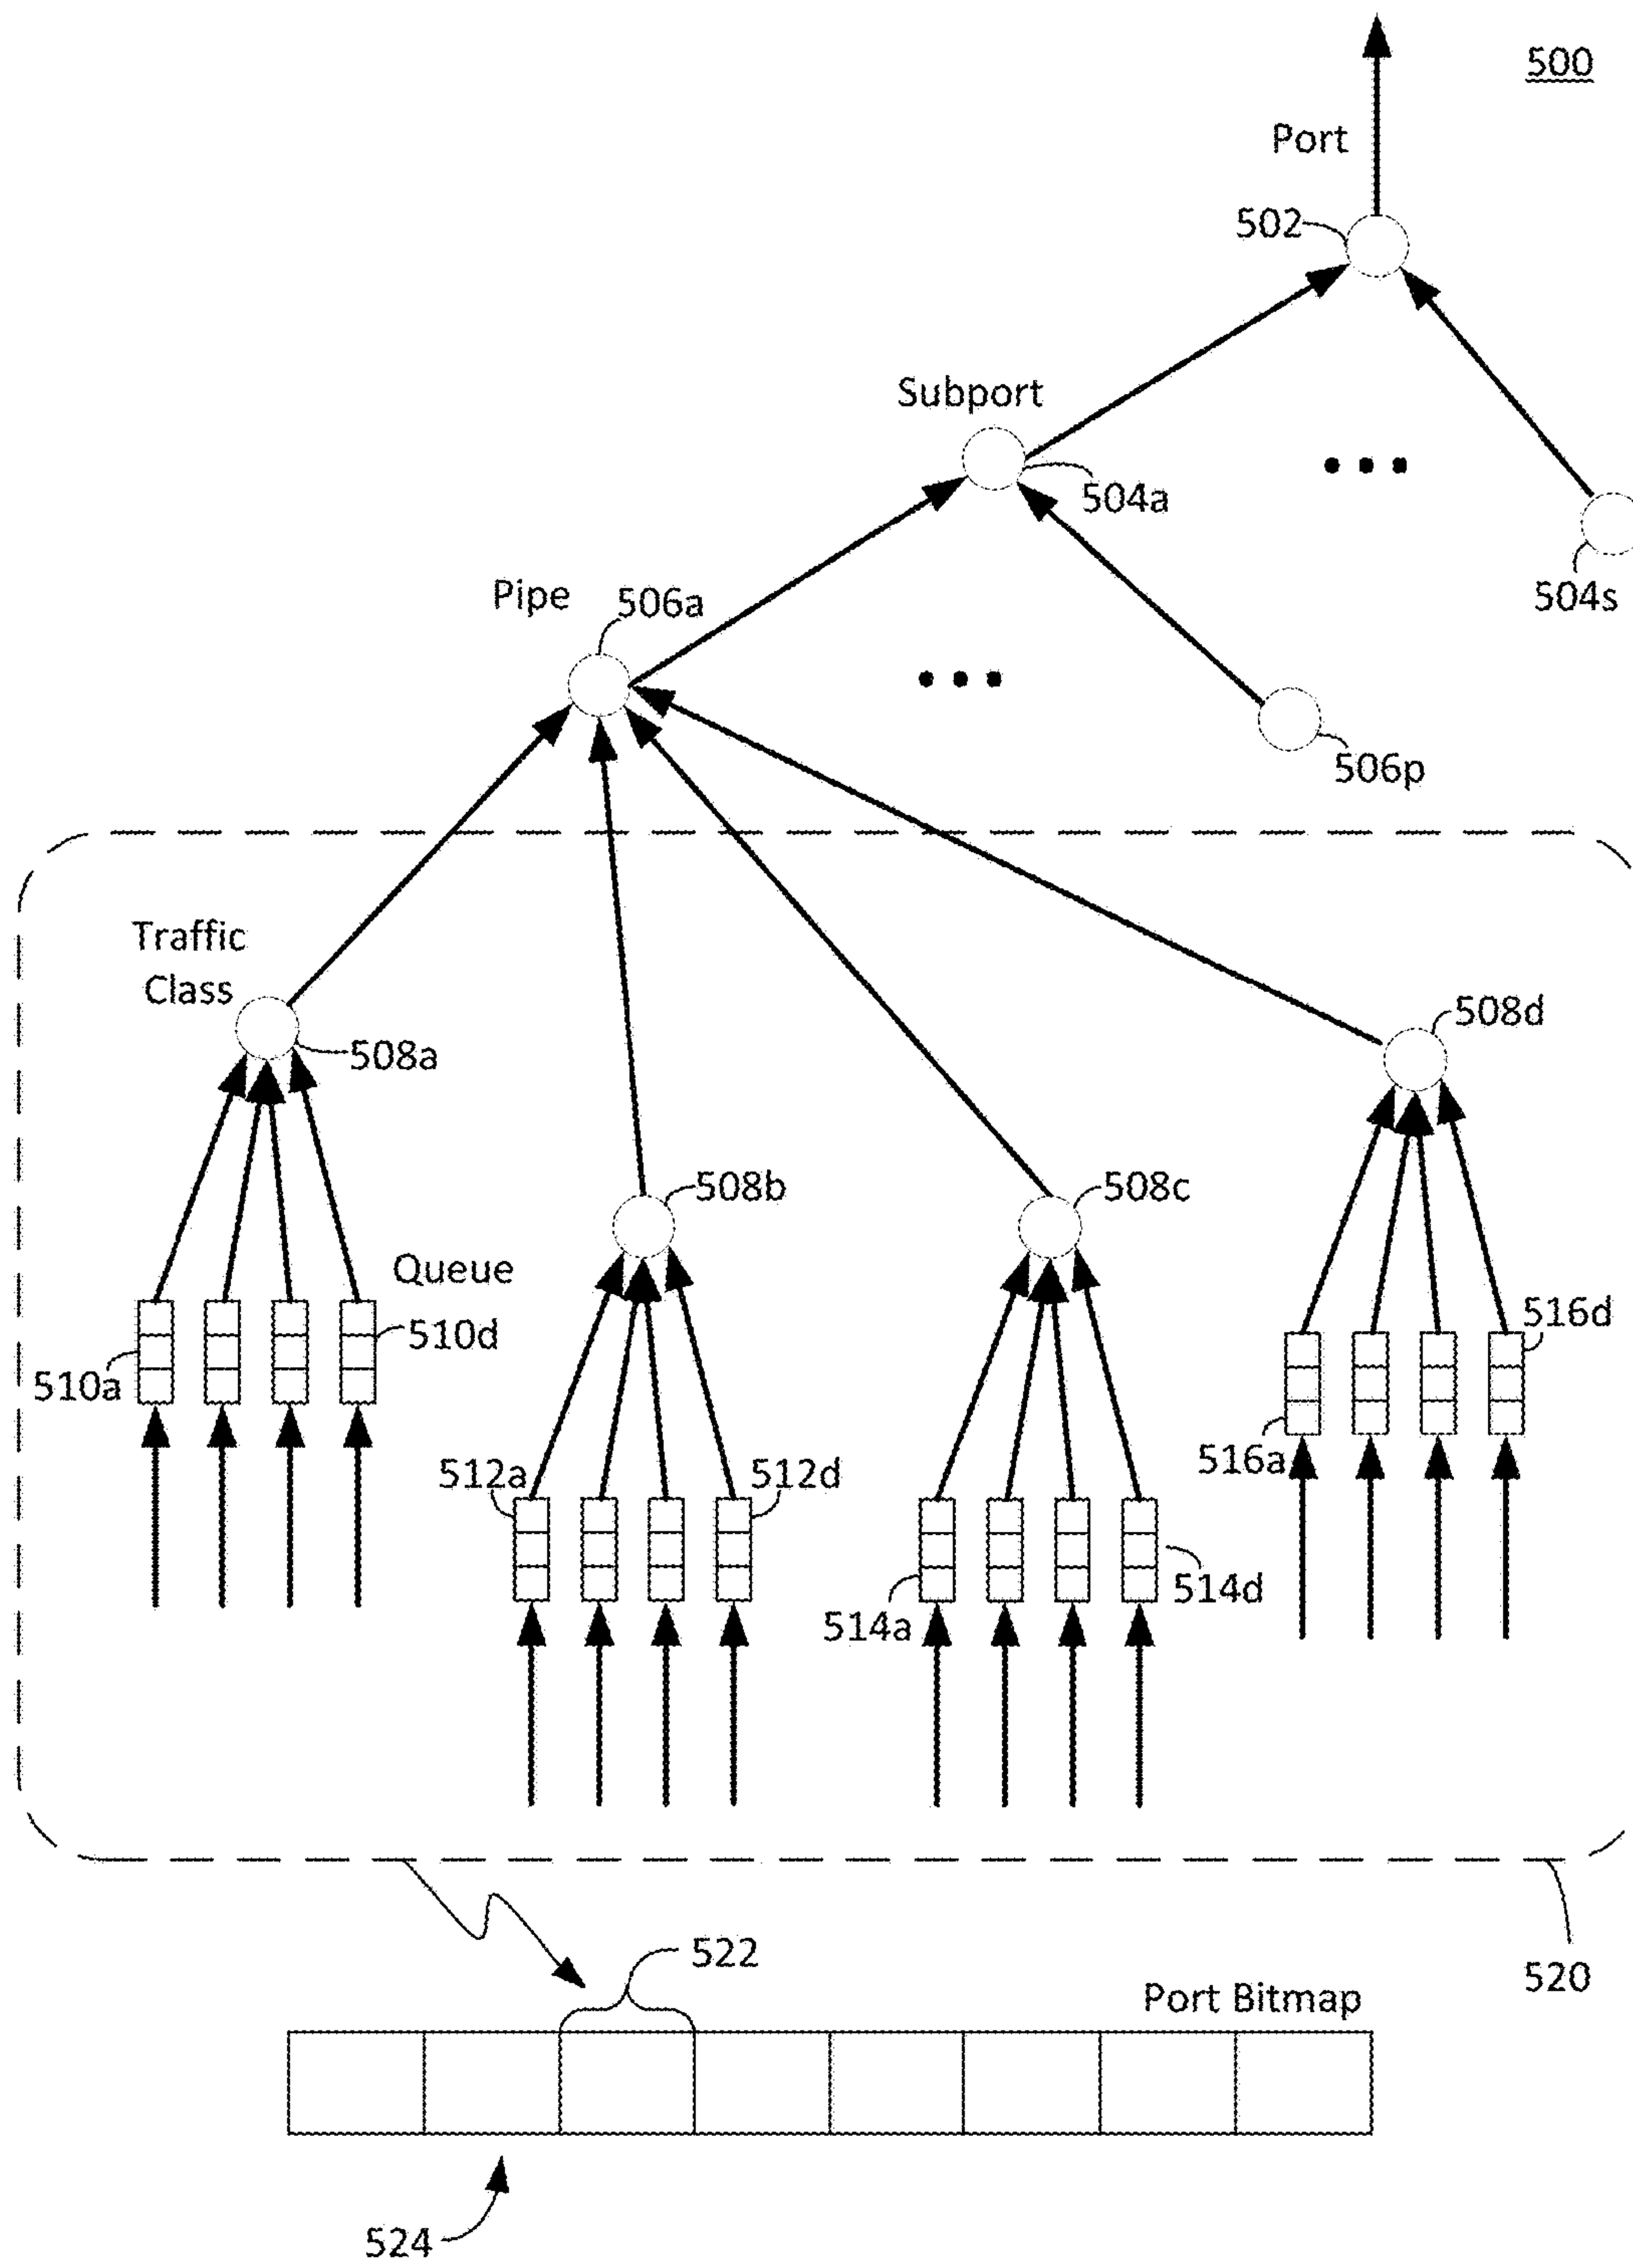 500
Port
502
Subport
504a
504s
Pipe
506a
506p
Traffic
Class
508a
508d
508b
508c
Queue
510a
510d
516d
516a
512a
512d
514a
514d
520
522
Port Bitmap
524